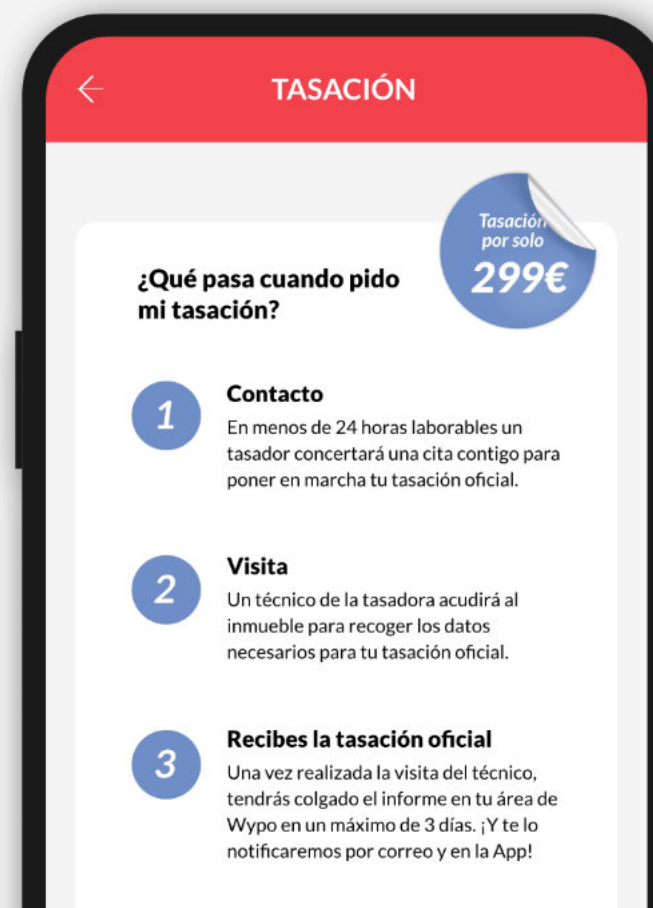 TASACIÓN
Tasación
por solo
299€
¿Qué pasa cuando pido
mi tasación?
1
Contacto
En menos de 24 horas laborables un
tasador concertará una cita contigo para
poner en marcha tu tasación oficial.
2
Visita
Un técnico de la tasadora acudirá al
inmueble para recoger los datos
necesarios para tu tasación oficial.
3
Recibes la tasación oficial
Una vez realizada la visita del técnico,
tendrás colgado el informe en tu área de
Wypo en un máximo de 3 días. ¡Y te lo
notificaremos por correo y en la App!